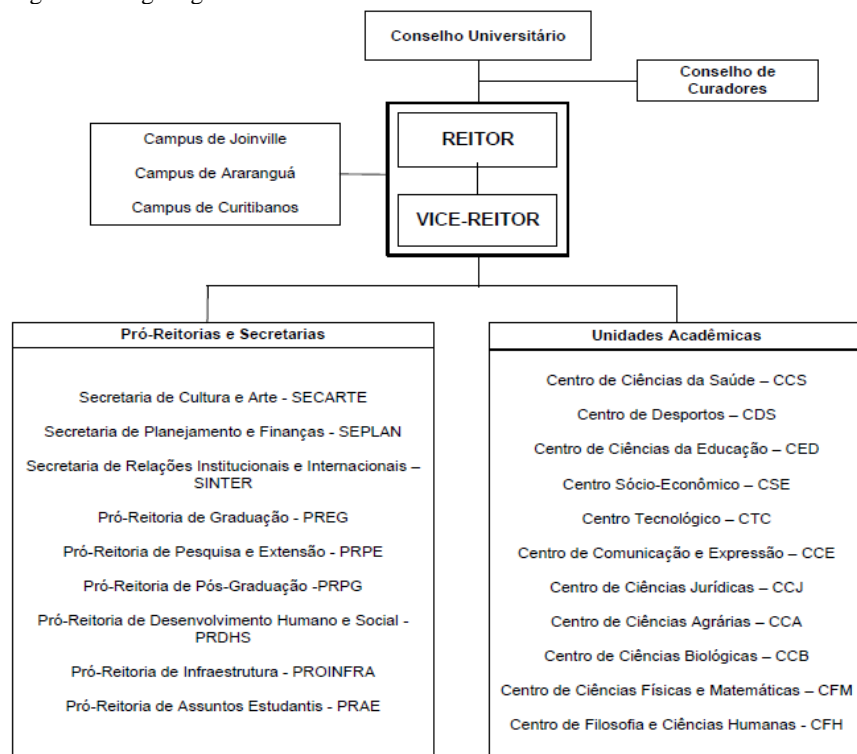 Conselho Universitário
Conselho de
Curadores
Campus de Joinville
Campus de Araranguá
Campus de Curitibanos
REITOR
VICE-REITOR
Pró-Reitorias e Secretarias
Secretaria de Cultura e Arte - SECARTE
Secretaria de Planejamento e Finanças - SEPLAN
Secretaria de Relações Institucionais e Internacionais –
SINTER
Pró-Reitoria de Graduação - PREG
Pró-Reitoria de Pesquisa e Extensão - PRPE
Pró-Reitoria de Pós-Graduação -PRPG
Pró-Reitoria de Desenvolvimento Humano e Social -
PRDHS
Pró-Reitoria de Infraestrutura - PROINFRA
Pró-Reitoria de Assuntos Estudantis - PRAE
Unidades Acadêmicas
Centro de Ciências da Saúde – CCS
Centro de Desportos – CDS
Centro de Ciências da Educação – CED
Centro Sócio-Econômico – CSE
Centro Tecnológico – CTC
Centro de Comunicação e Expressão – CCE
Centro de Ciências Jurídicas – CCJ
Centro de Ciências Agrárias – CCA
Centro de Ciências Biológicas – CCB
Centro de Ciências Físicas e Matemáticas – CFM
Centro de Filosofia e Ciências Humanas - CFH